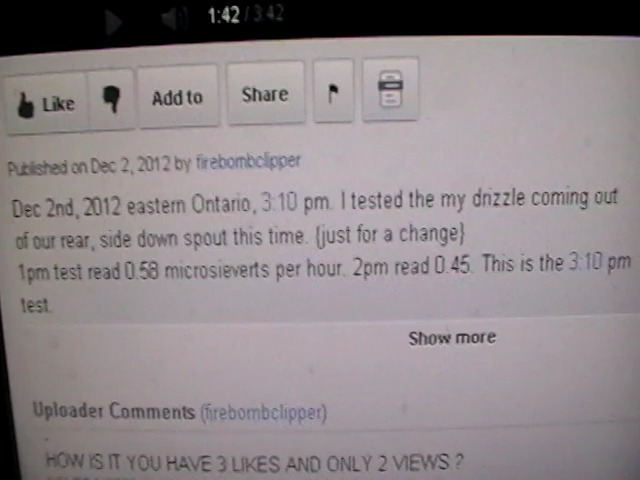 1:42 / 3:42
Like Add to Share
Published on Dec 2, 2012 by firebombclipper
Dec 2nd, 2012 eastern Ontario, 3:10 pm. I tested the my drizzle coming out
of our rear, side down spout this time. {just for a change}
1pm test read 0.58 microsieverts per hour. 2pm read 0.45. This is the 3:10 pm
test.
Show more
Uploader Comments (firebombclipper)
HOW IS IT YOU HAVE 3 LIKES AND ONLY 2 VIEWS ?